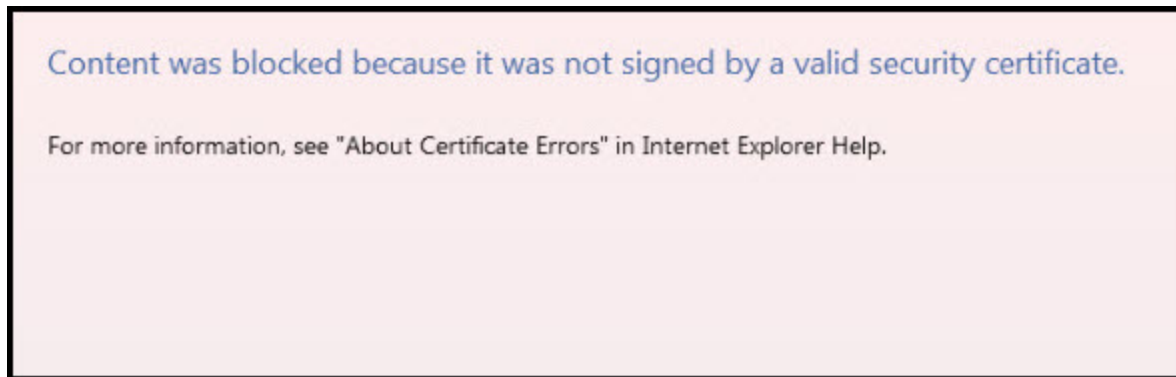 Content was blocked because it was not signed by a valid security certificate.
For more information, see "About Certificate Errors" in Internet Explorer Help.